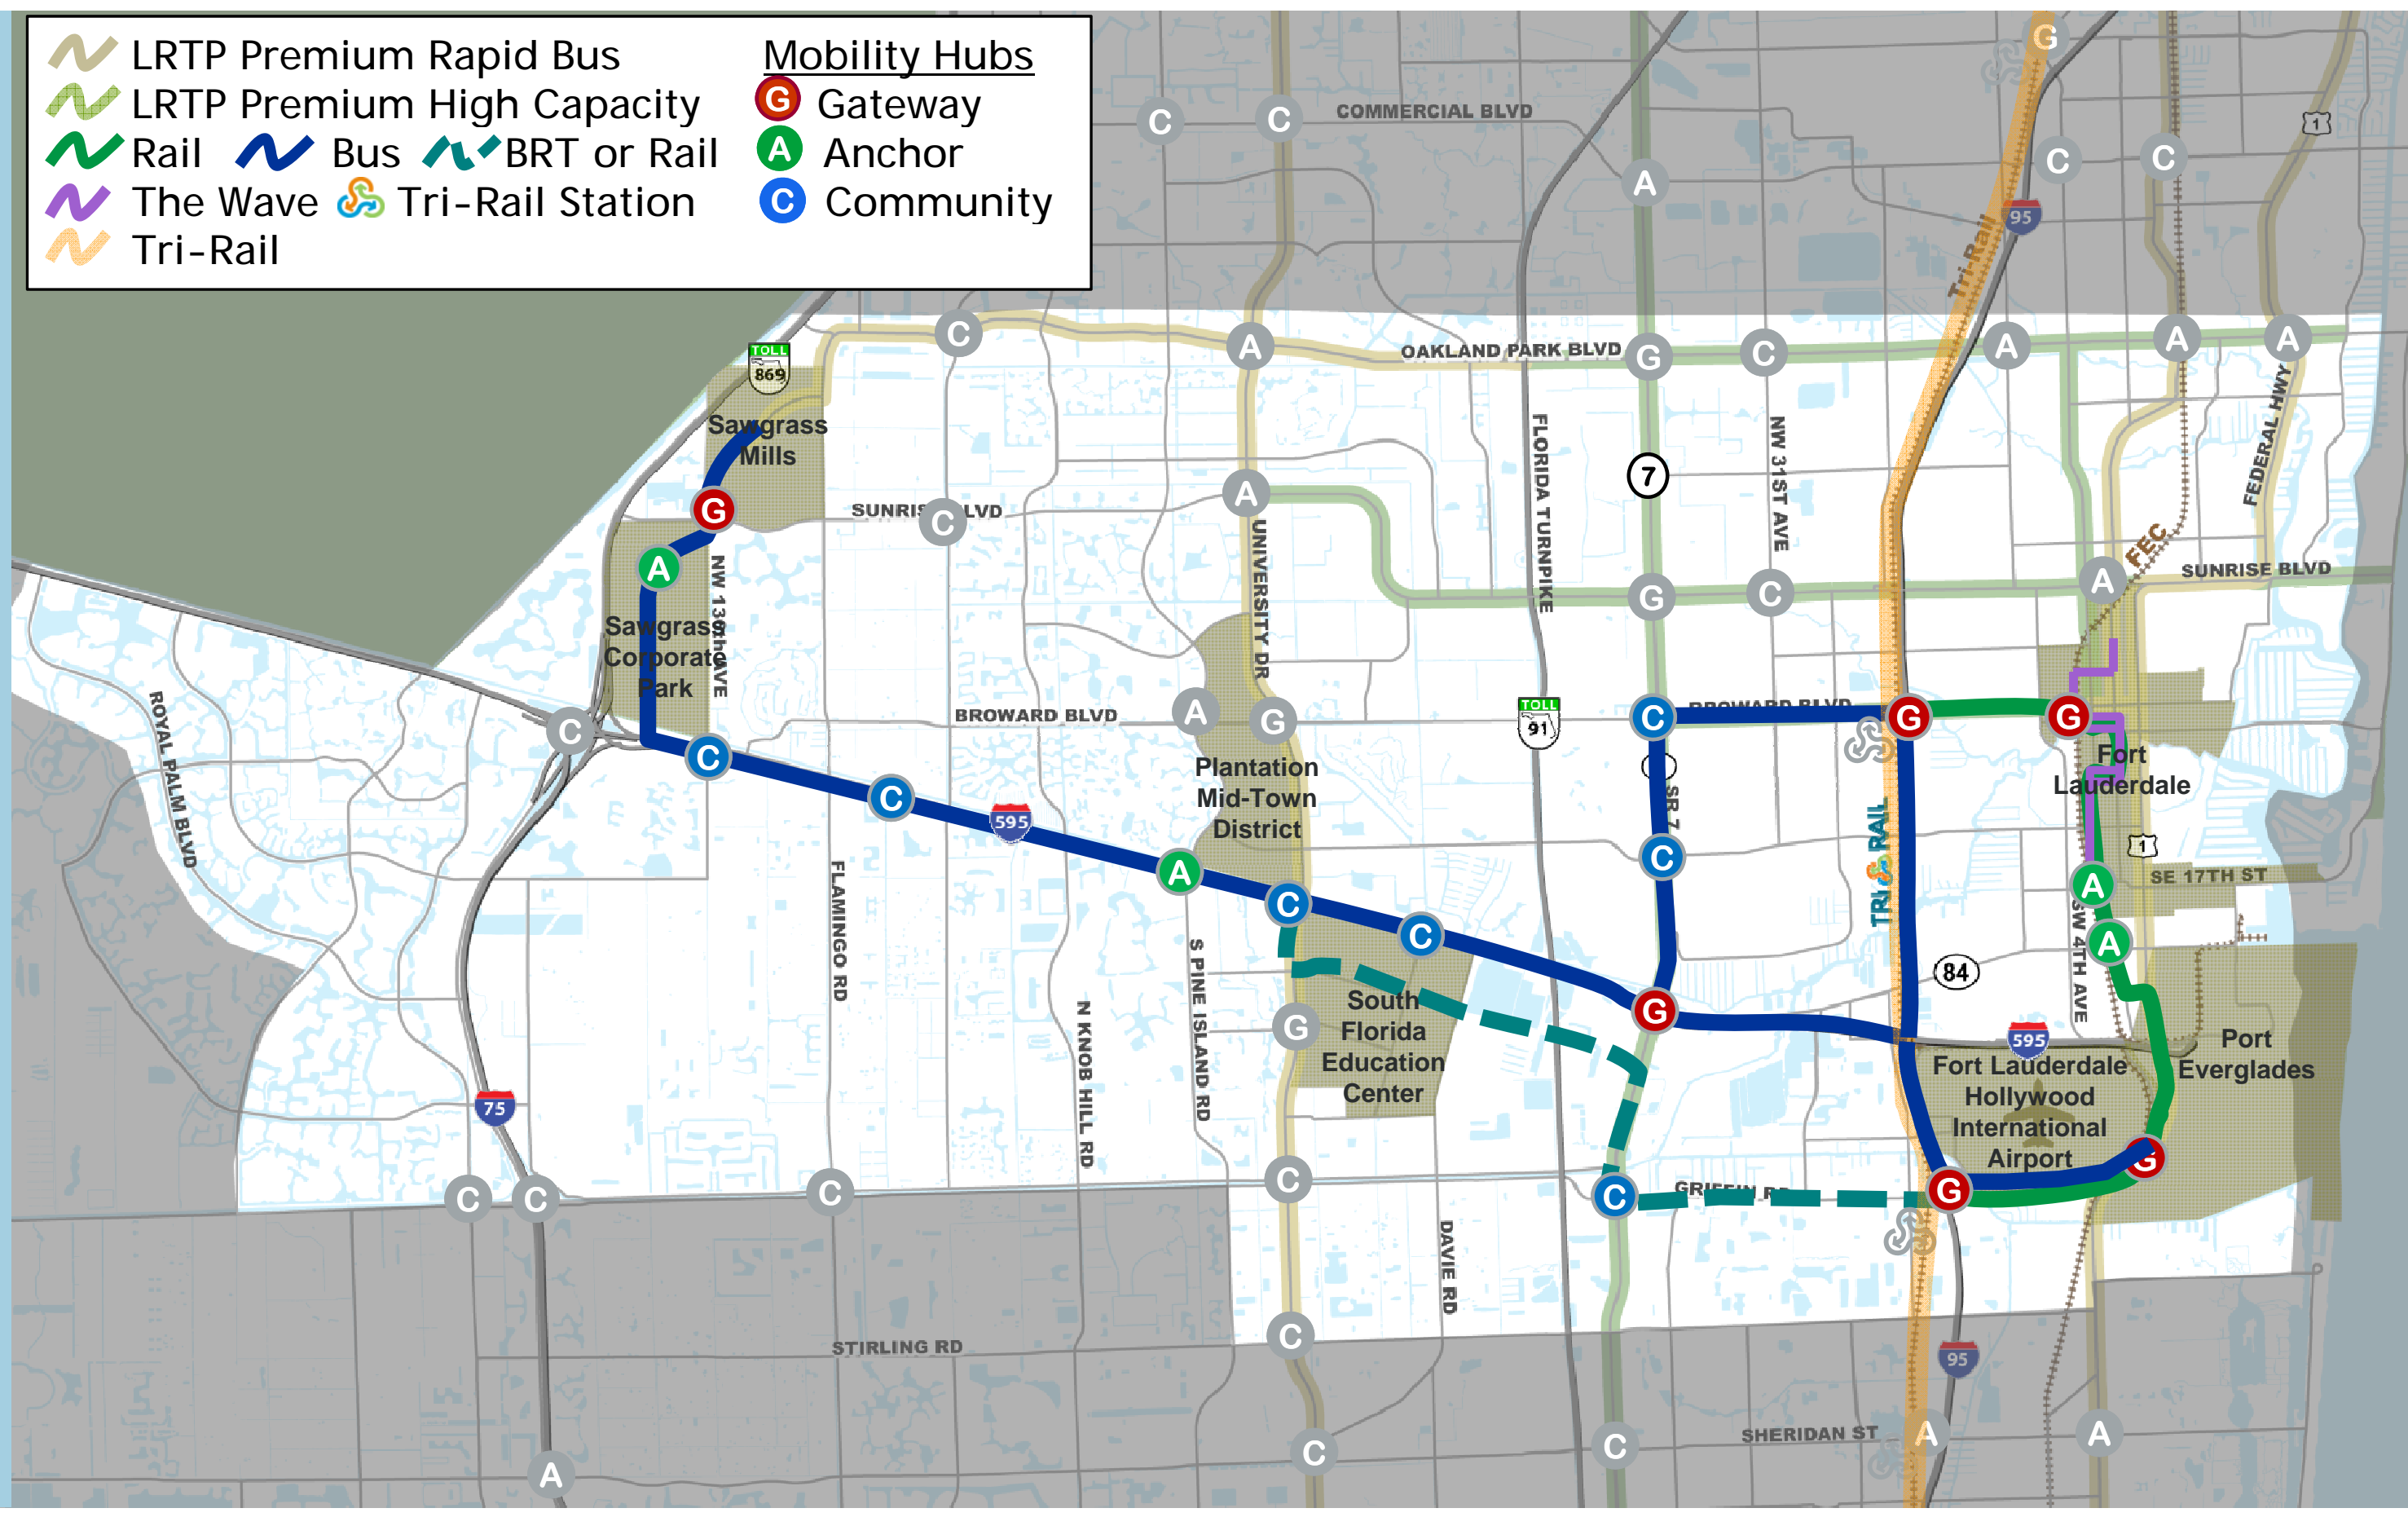 LRTP Premium Rapid Bus
LRTP Premium High Capacity
Rail Bus BRT or Rail
The Wave Tri-Rail Station
Tri-Rail
Mobility Hubs
G Gateway
A Anchor
C Community
G
COMMERCIAL BLVD
C
C
1
A
C
C
95
Tri-Rail
C
A
OAKLAND PARK BLVD
G
C
A
A
A
TOLL
869
Sawgrass
Mills
FLORIDA TURNPIKE
NW 31ST AVE
FEDERAL HWY
7
A
G
SUNRIS LVD
C
UNIVERSITY DR
FEC
A
NW 136th AVE
SUNRISE BLVD
G
C
A
Sawgrass
Corporate
Park
ROYAL PALM BLVD
C
BROWARD BLVD
A
G
TOLL
91
C
BROWARD BLVD
G
G
Fort
Lauderdale
C
Plantation
Mid-Town
District
SR 7
C
595
TRI RAIL
C
1
A
SE 17TH ST
A
FLAMINGO RD
C
C
S PINE ISLAND RD
SW 4TH AVE
A
84
N KNOB HILL RD
South
Florida
Education
Center
G
G
595
Port
Everglades
Fort Lauderdale
Hollywood
International
Airport
75
G
C
C
C
C
C
GRIFFIN RD
G
DAVIE RD
C
STIRLING RD
95
C
C
SHERIDAN ST
A
A
A